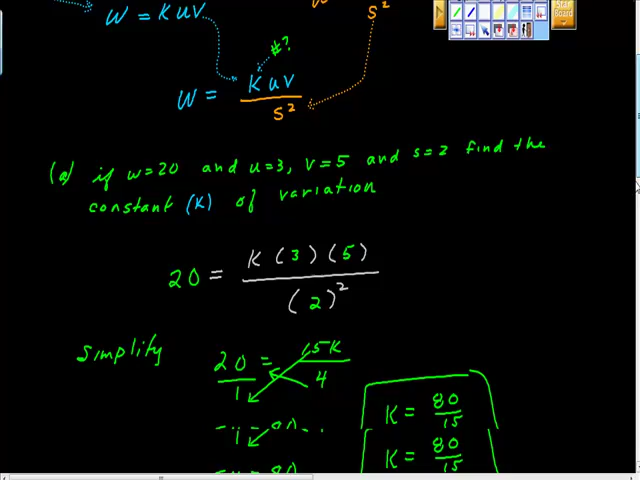 W = KUV
S²
#?
W = KUV
S²
(a) if w=20 and u=3, v=5 and s=2 find the
constant (K) of variation
20 = K (3) (5)
(2)²
Simplify
20 = 15K
1 4
K = 80
15
K = 80
15